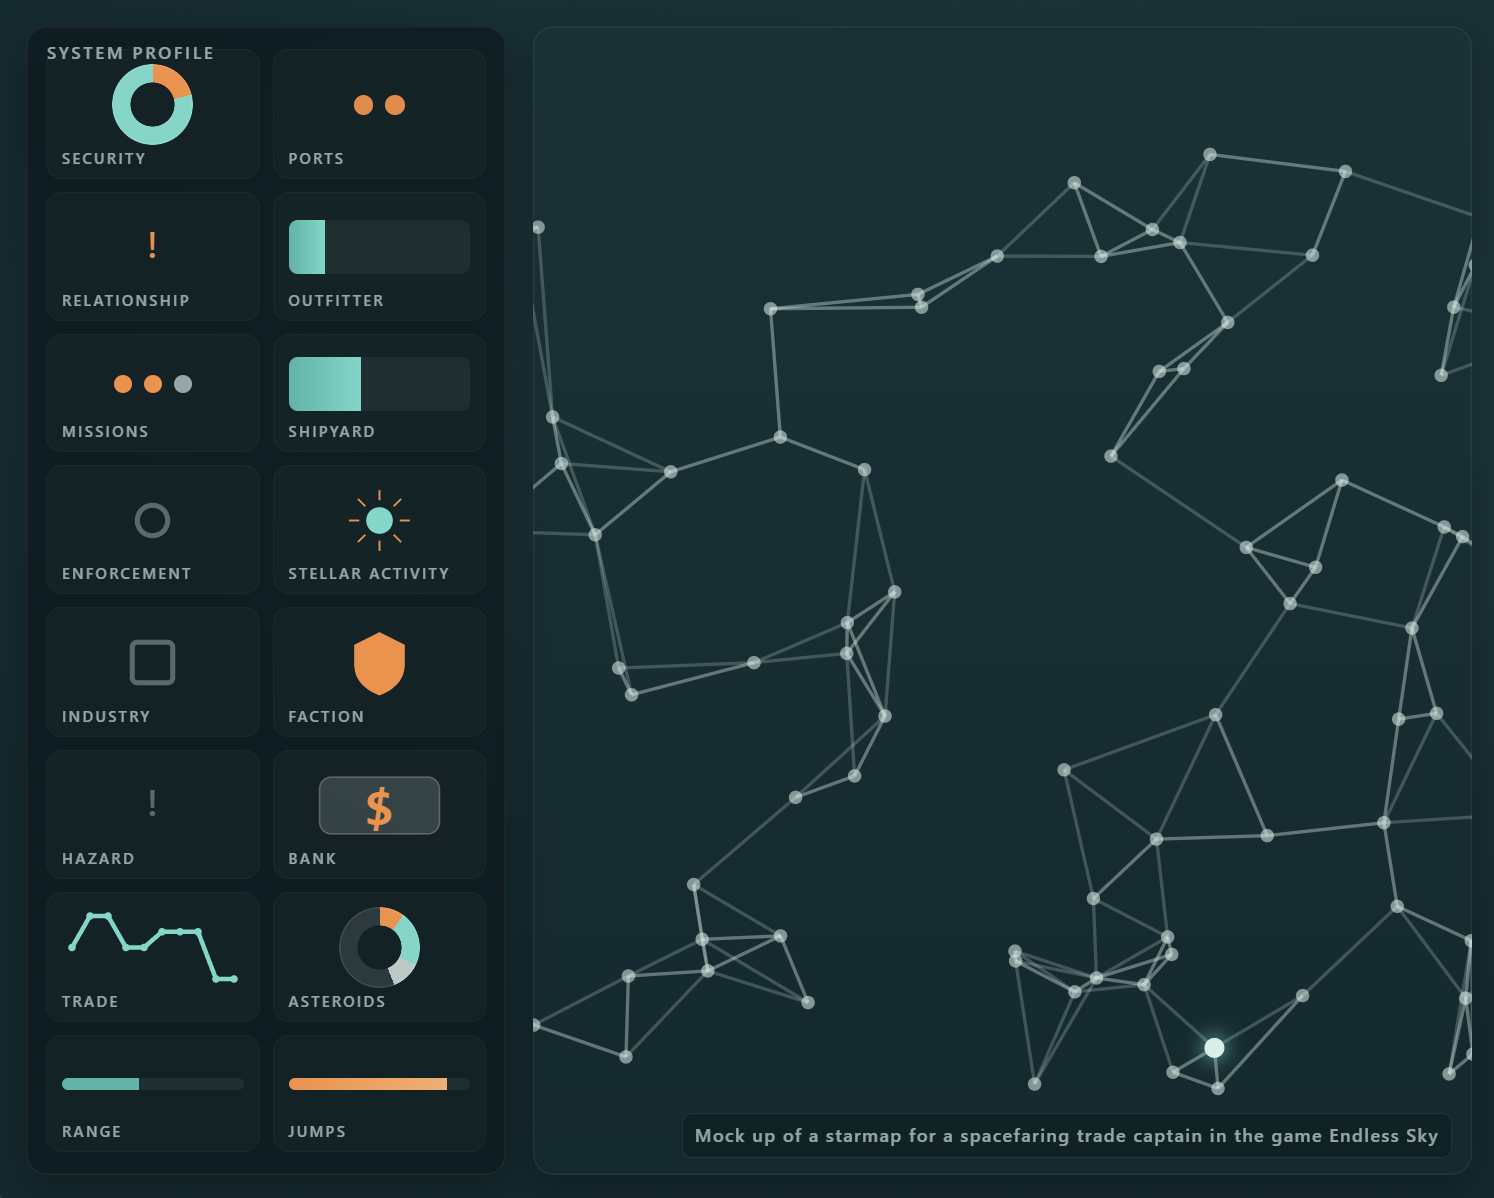 SYSTEM PROFILE
SECURITY
PORTS
!
RELATIONSHIP
OUTFITTER
MISSIONS
SHIPYARD
ENFORCEMENT
STELLAR ACTIVITY
INDUSTRY
FACTION
!
HAZARD
$
BANK
TRADE
ASTEROIDS
RANGE
JUMPS
Mock up of a starmap for a spacefaring trade captain in the game Endless Sky